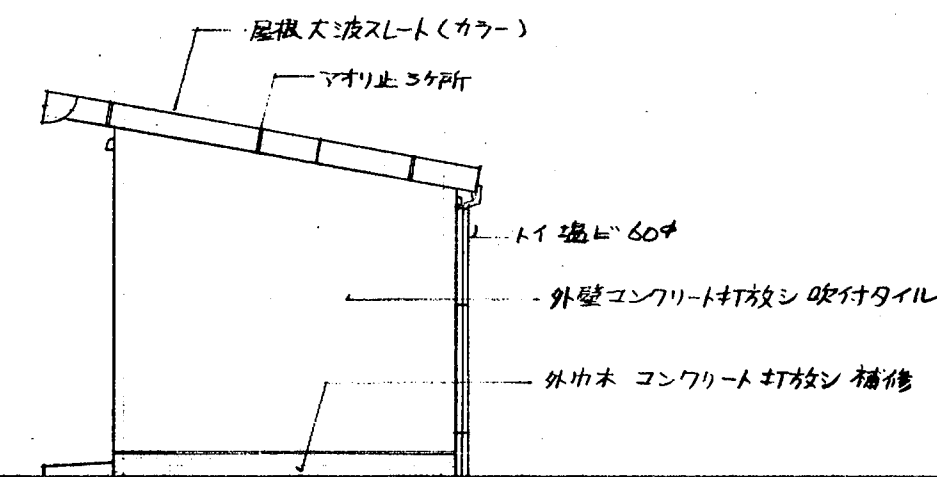 屋根 大波スレート(カラー)
アオリ止 3ケ所
トイ 塩ビ 60φ
外壁コンクリート打放シ 吹付タイル
外巾木 コンクリート打放シ 補修